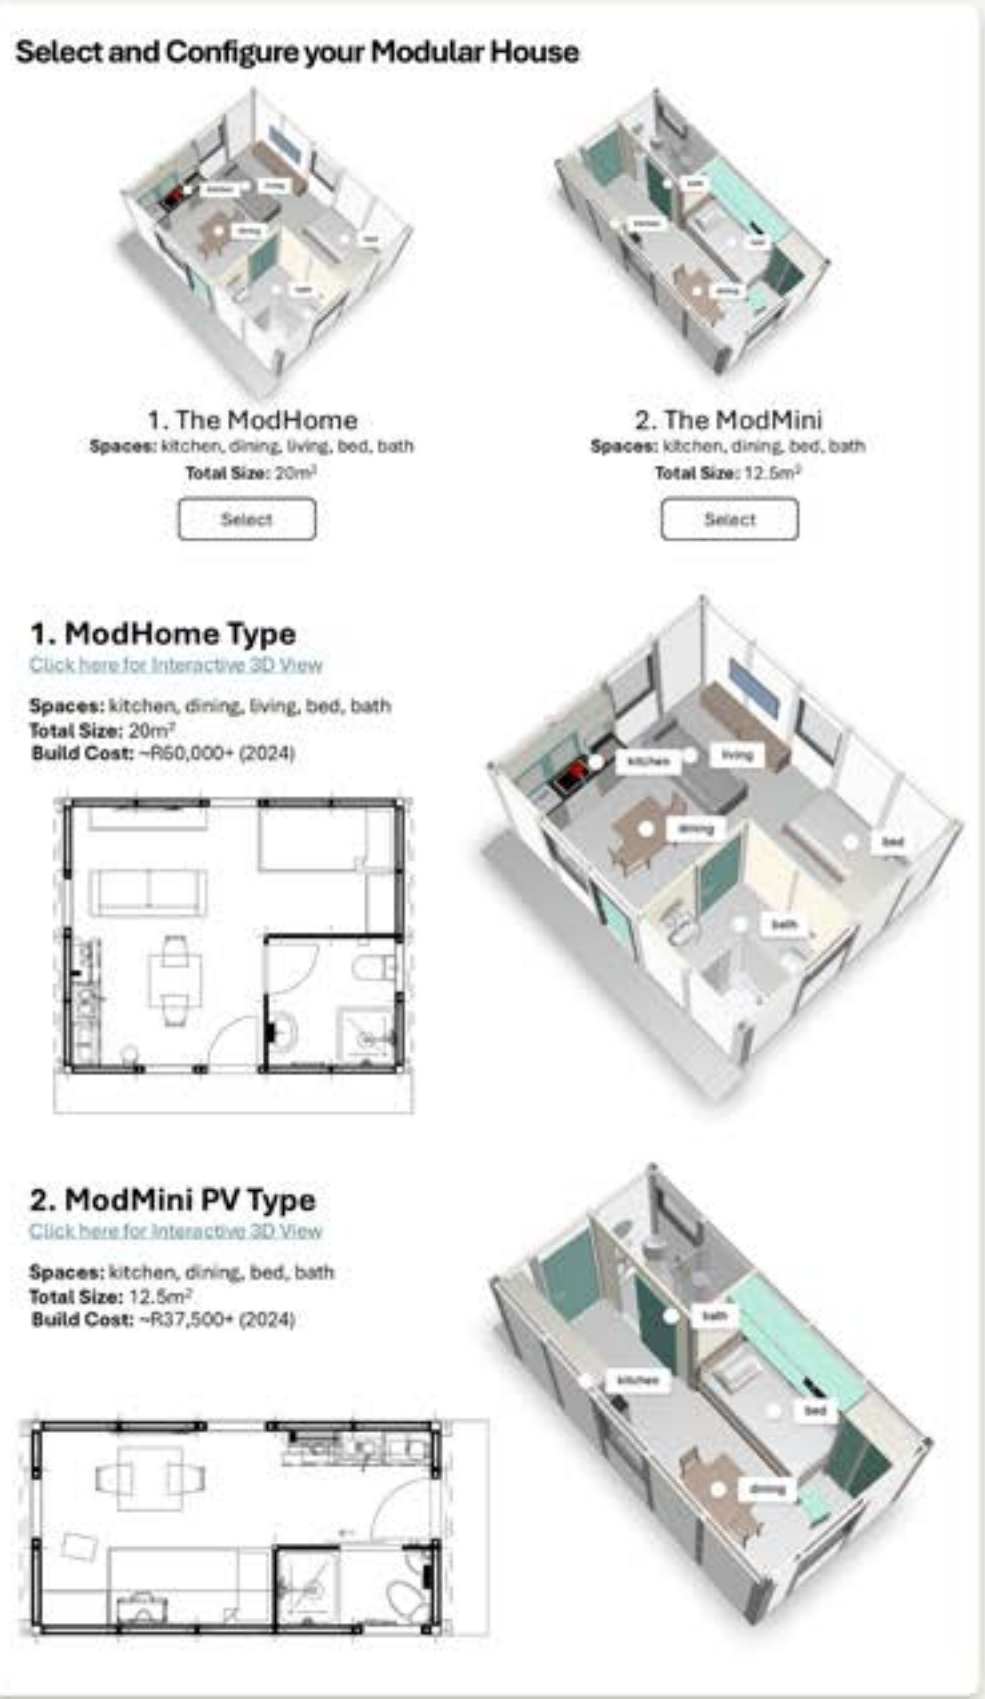 Select and Configure your Modular House
kitchen
living
dining
bed
bath
bath
kitchen
bed
dining
1. The ModHome
Spaces: kitchen, dining, living, bed, bath
Total Size: 20m²
Select
2. The ModMini
Spaces: kitchen, dining, bed, bath
Total Size: 12.5m²
Select
1. ModHome Type
Click here for Interactive 3D View
Spaces: kitchen, dining, living, bed, bath
Total Size: 20m²
Build Cost: ~R60,000+ (2024)
kitchen
living
dining
bed
bath
2. ModMini PV Type
Click here for Interactive 3D View
Spaces: kitchen, dining, bed, bath
Total Size: 12.5m²
Build Cost: ~R37,500+ (2024)
bath
kitchen
bed
dining